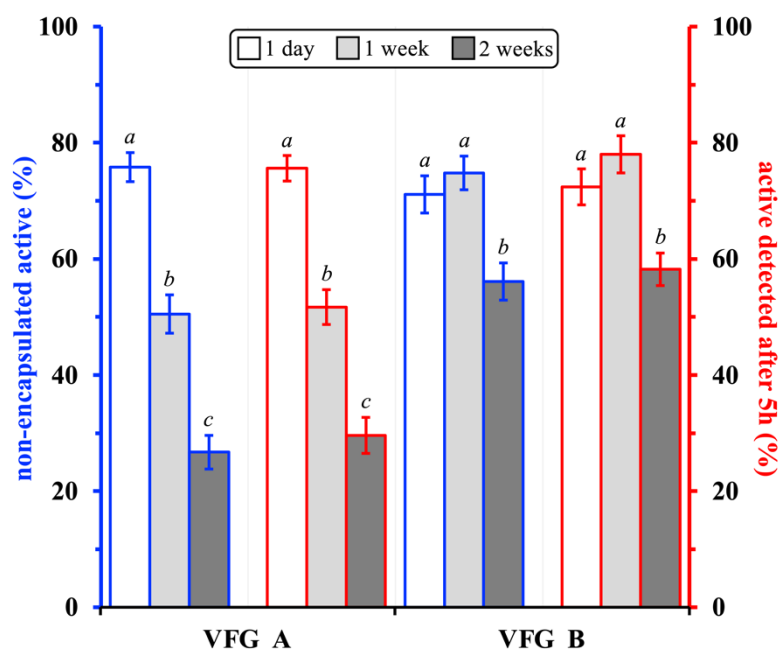 1 day 1 week 2 weeks
non-encapsulated active (%)
100
80
60
40
20
0
a
b
c
a
b
c
a
a
b
a
a
b
100
80
60
40
20
0
active detected after 5h (%)
VFG A VFG B